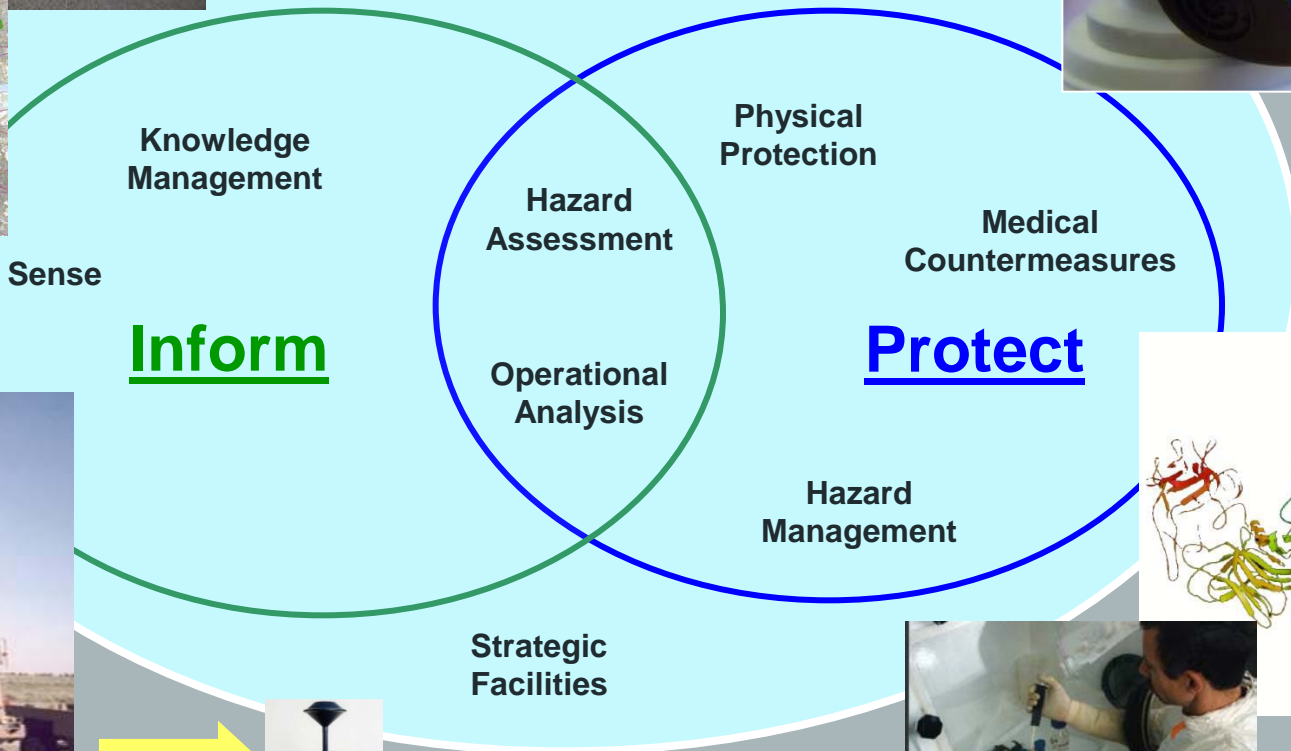 Knowledge
Management
Physical
Protection
Hazard
Assessment
Medical
Countermeasures
Sense
Inform
Protect
Operational
Analysis
Hazard
Management
Strategic
Facilities